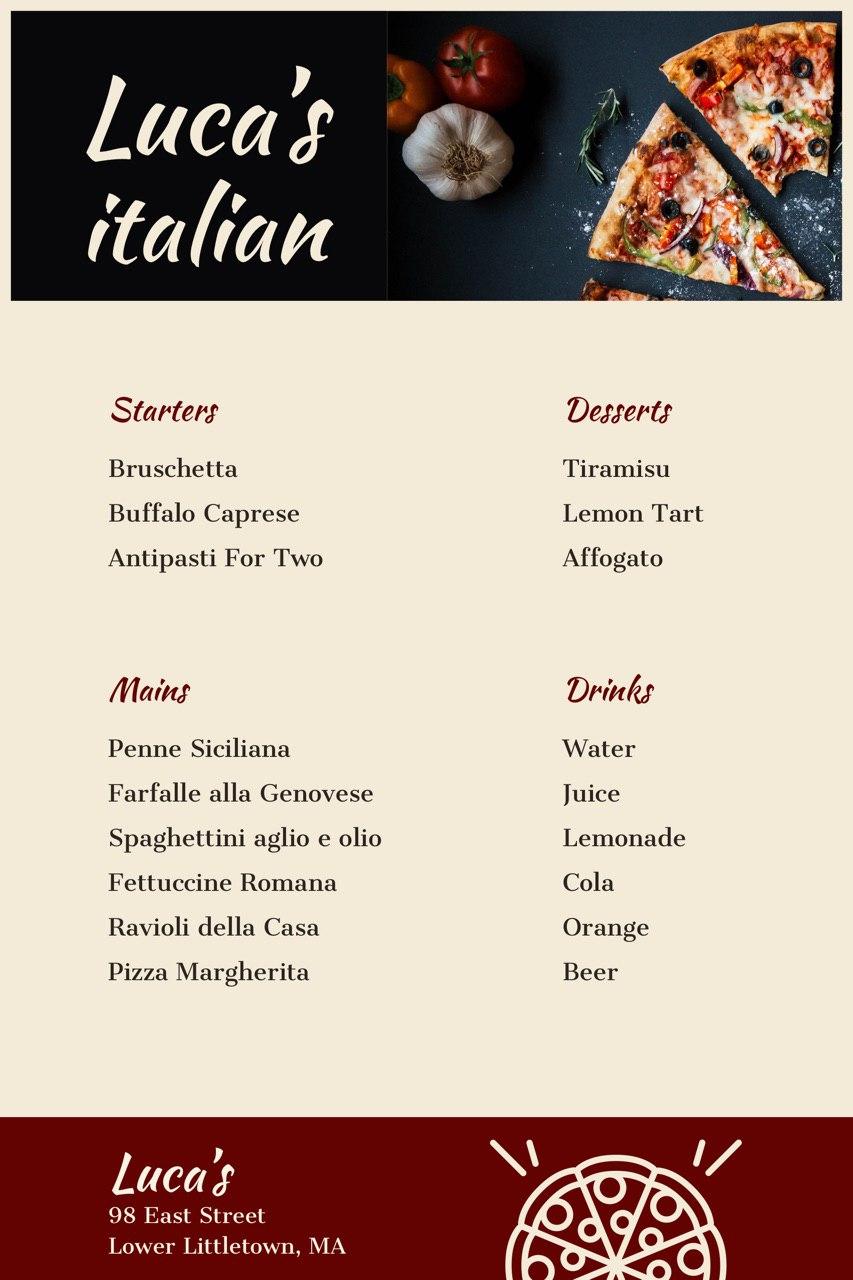 Luca's
italian
Starters
Bruschetta
Buffalo Caprese
Antipasti For Two
Desserts
Tiramisu
Lemon Tart
Affogato
Mains
Penne Siciliana
Farfalle alla Genovese
Spaghettini aglio e olio
Fettuccine Romana
Ravioli della Casa
Pizza Margherita
Drinks
Water
Juice
Lemonade
Cola
Orange
Beer
Luca's
98 East Street
Lower Littletown, MA